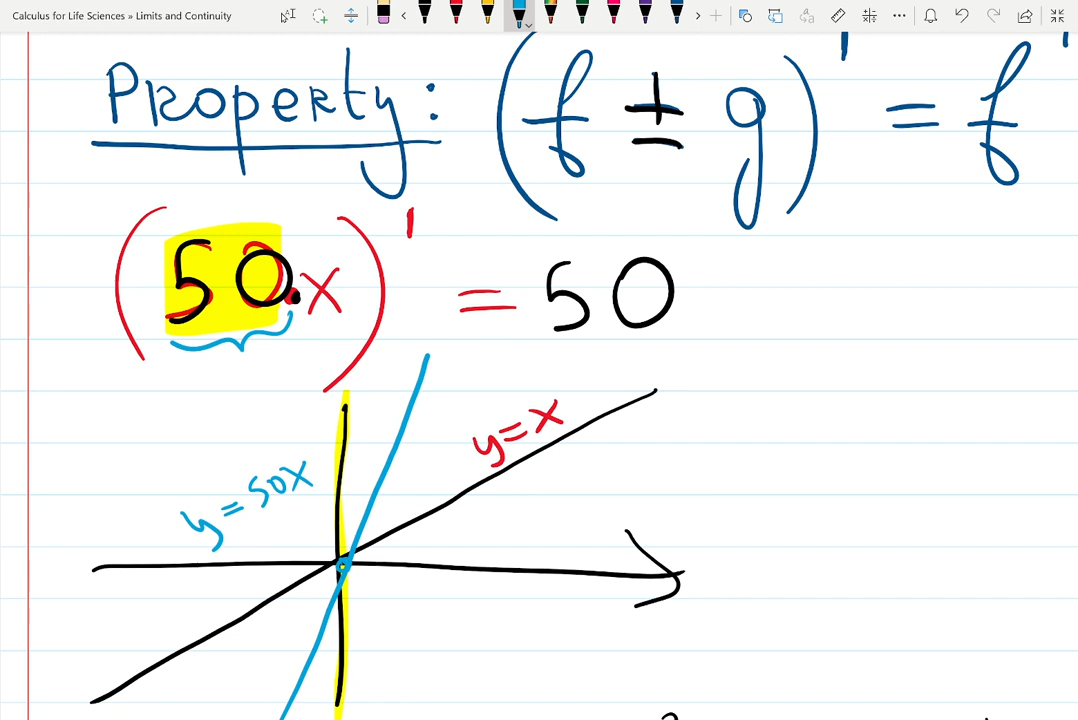 Calculus for Life Sciences » Limits and Continuity
Property: (f ± g)' = f'
(50.x)' = 50
y=x
y=50x